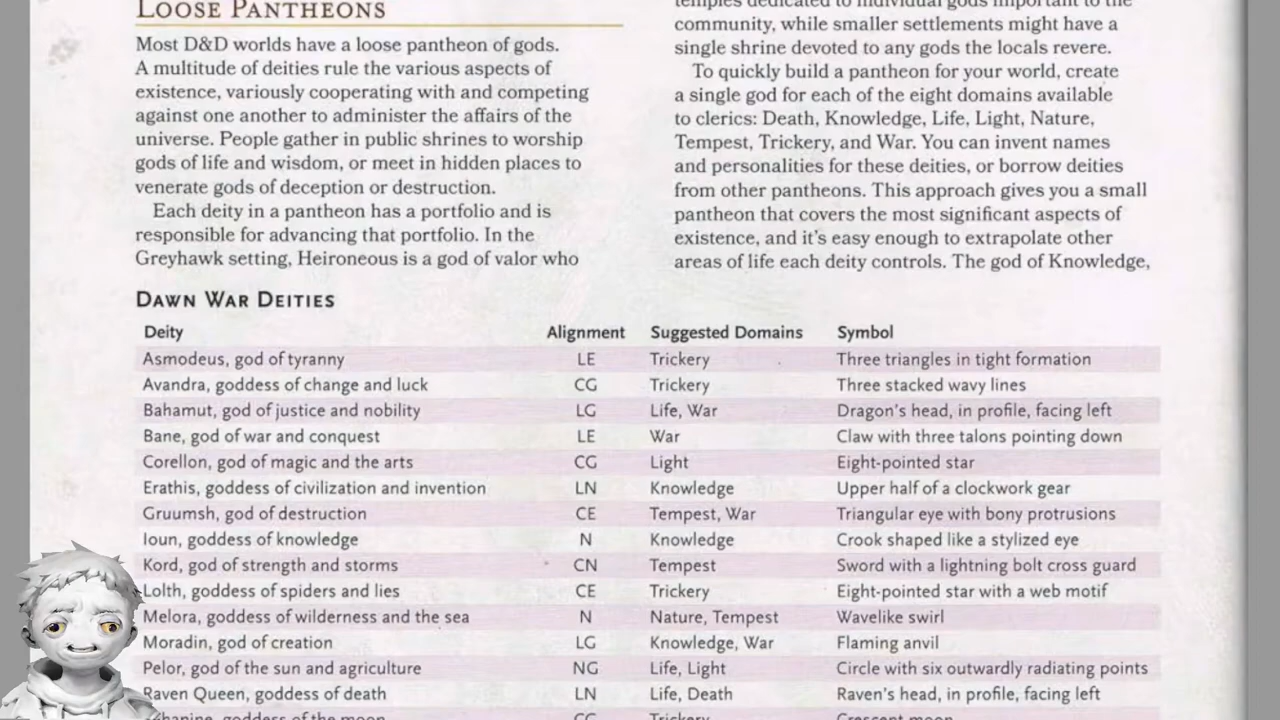 LOOSE PANTHEONS
Most D&D worlds have a loose pantheon of gods.
A multitude of deities rule the various aspects of
existence, variously cooperating with and competing
against one another to administer the affairs of the
universe. People gather in public shrines to worship
gods of life and wisdom, or meet in hidden places to
venerate gods of deception or destruction.
Each deity in a pantheon has a portfolio and is
responsible for advancing that portfolio. In the
Greyhawk setting, Heironeous is a god of valor who
temples dedicated to individual gods important to the
community, while smaller settlements might have a
single shrine devoted to any gods the locals revere.
To quickly build a pantheon for your world, create
a single god for each of the eight domains available
to clerics: Death, Knowledge, Life, Light, Nature,
Tempest, Trickery, and War. You can invent names
and personalities for these deities, or borrow deities
from other pantheons. This approach gives you a small
pantheon that covers the most significant aspects of
existence, and it's easy enough to extrapolate other
areas of life each deity controls. The god of Knowledge,
DAWN WAR DEITIES
Deity Alignment Suggested Domains Symbol
Asmodeus, god of tyranny LE Trickery Three triangles in tight formation
Avandra, goddess of change and luck CG Trickery Three stacked wavy lines
Bahamut, god of justice and nobility LG Life, War Dragon's head, in profile, facing left
Bane, god of war and conquest LE War Claw with three talons pointing down
Corellon, god of magic and the arts CG Light Eight-pointed star
Erathis, goddess of civilization and invention LN Knowledge Upper half of a clockwork gear
Gruumsh, god of destruction CE Tempest, War Triangular eye with bony protrusions
Ioun, goddess of knowledge N Knowledge Crook shaped like a stylized eye
Kord, god of strength and storms CN Tempest Sword with a lightning bolt cross guard
Lolth, goddess of spiders and lies CE Trickery Eight-pointed star with a web motif
Melora, goddess of wilderness and the sea N Nature, Tempest Wavelike swirl
Moradin, god of creation LG Knowledge, War Flaming anvil
Pelor, god of the sun and agriculture NG Life, Light Circle with six outwardly radiating points
Raven Queen, goddess of death LN Life, Death Raven's head, in profile, facing left
goddess of the moon CG Trickery Crescent moon